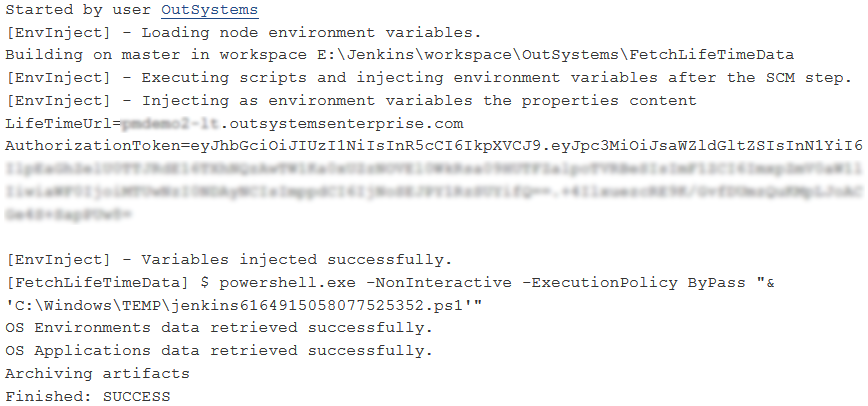 Started by user OutSystems
[EnvInject] - Loading node environment variables.
Building on master in workspace E:\Jenkins\workspace\OutSystems\FetchLifeTimeData
[EnvInject] - Executing scripts and injecting environment variables after the SCM step.
[EnvInject] - Injecting as environment variables the properties content
LifeTimeUrl= .outsystemsenterprise.com
AuthorizationToken=eyJhbGciOiJIUzI1NiIsInR5cCI6IkpXVCJ9.eyJpc3MiOiJsaWZldGltZSIsInN1YiI6
[EnvInject] - Variables injected successfully.
[FetchLifeTimeData] $ powershell.exe -NonInteractive -ExecutionPolicy ByPass "&
'C:\Windows\TEMP\jenkins6164915058077525352.ps1'"
OS Environments data retrieved successfully.
OS Applications data retrieved successfully.
Archiving artifacts
Finished: SUCCESS